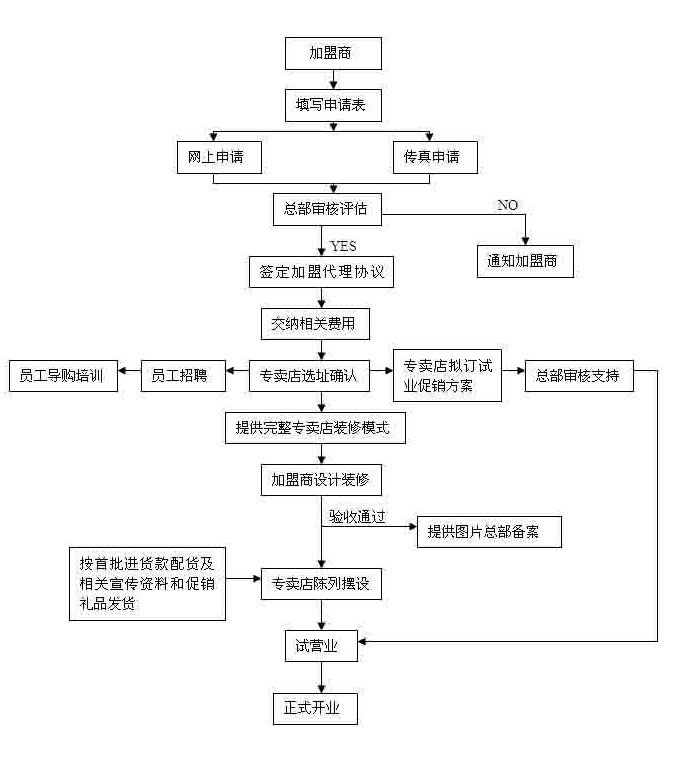 加盟商
填写申请表
网上申请
传真申请
总部审核评估
NO
YES
通知加盟商
签定加盟代理协议
交纳相关费用
员工导购培训
员工招聘
专卖店选址确认
专卖店拟订试
业促销方案
总部审核支持
提供完整专卖店装修模式
加盟商设计装修
验收通过
提供图片总部备案
按首批进货款配货及
相关宣传资料和促销
礼品发货
专卖店陈列摆设
试营业
正式开业